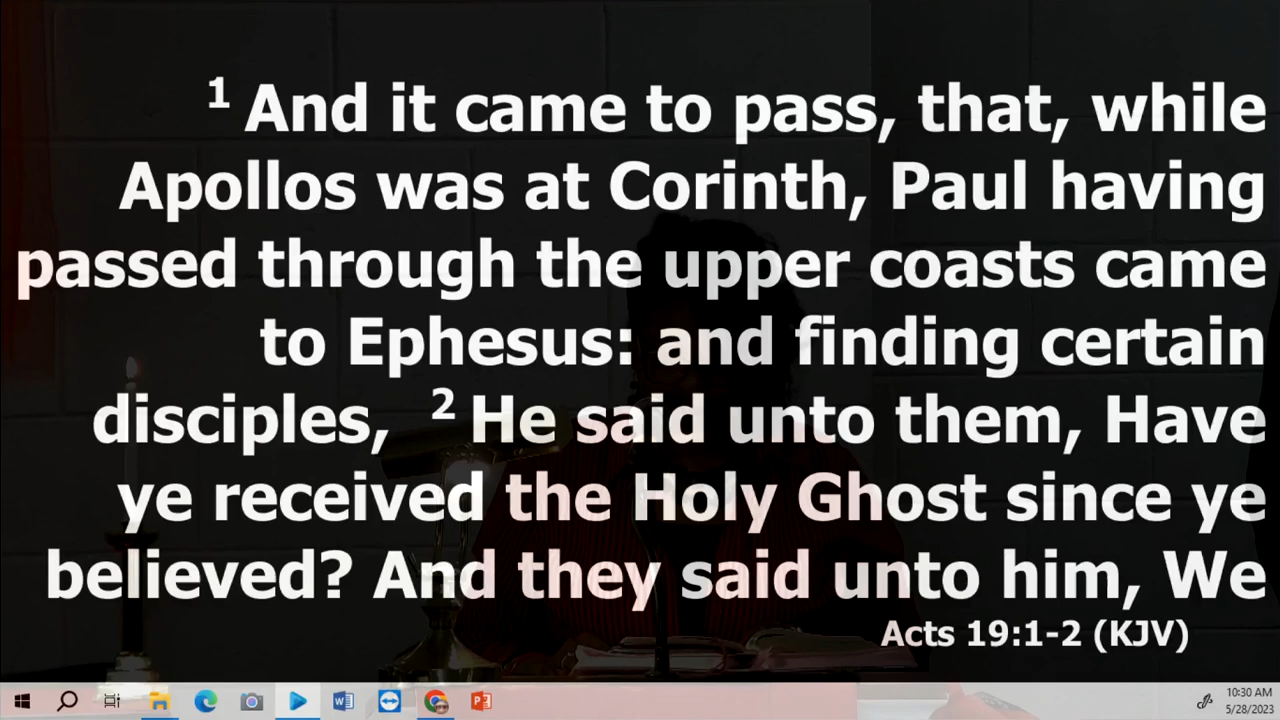 1 And it came to pass, that, while
Apollos was at Corinth, Paul having
passed through the upper coasts came
to Ephesus: and finding certain
disciples, 2 He said unto them, Have
ye received the Holy Ghost since ye
believed? And they said unto him, We
Acts 19:1-2 (KJV)
10:30 AM
5/28/2023